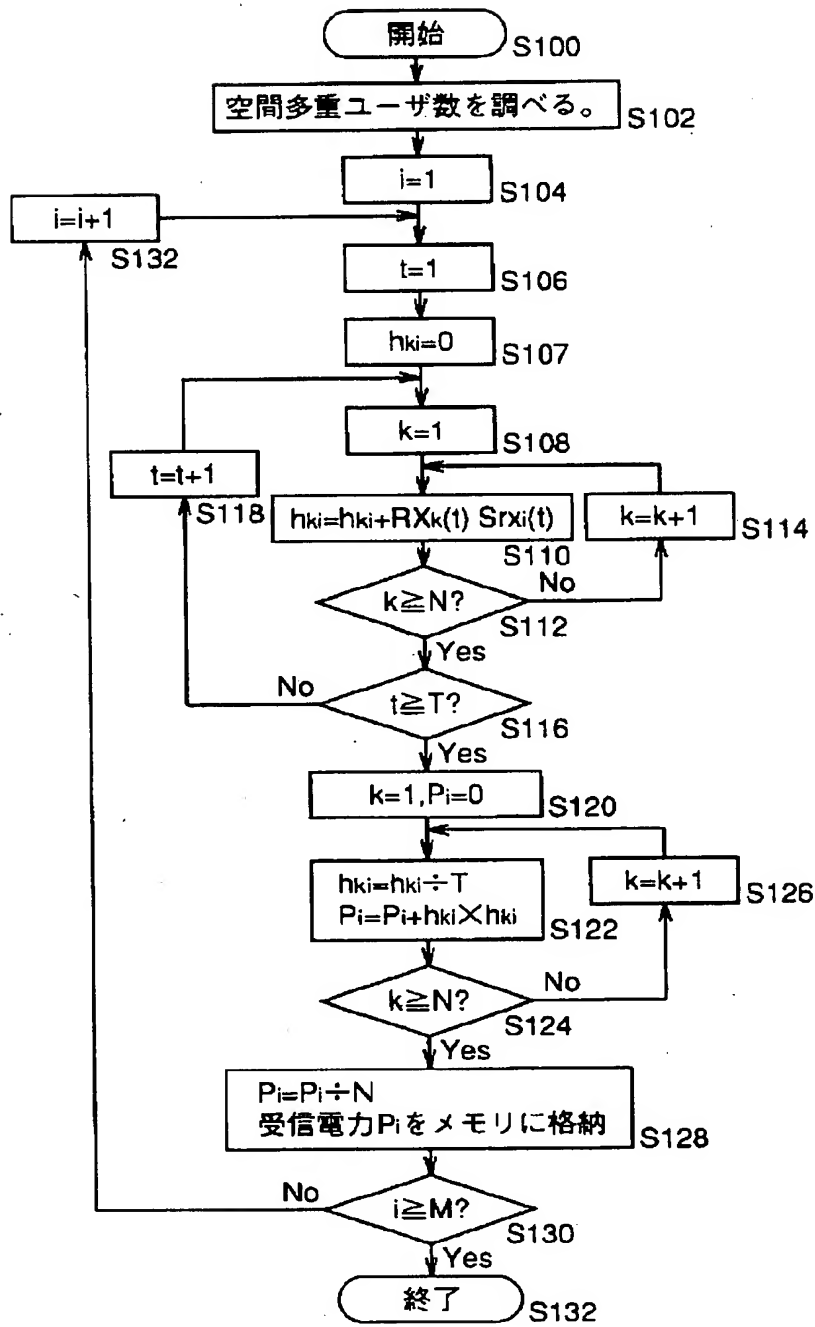 開始
S100
空間多重ユーザ数を調べる。
S102
i=1
S104
i=i+1
S132
t=1
S106
hki=0
S107
k=1
S108
t=t+1
S118
hki=hki+RXk(t) Srxi(t)
S110
k=k+1
S114
k≧N?
S112
No
Yes
t≧T?
S116
No
Yes
k=1,Pi=0
S120
hki=hki÷T
Pi=Pi+hki×hki
S122
k=k+1
S126
k≧N?
S124
No
Yes
Pi=Pi÷N
受信電力Piをメモリに格納
S128
i≧M?
S130
No
Yes
終了
S132